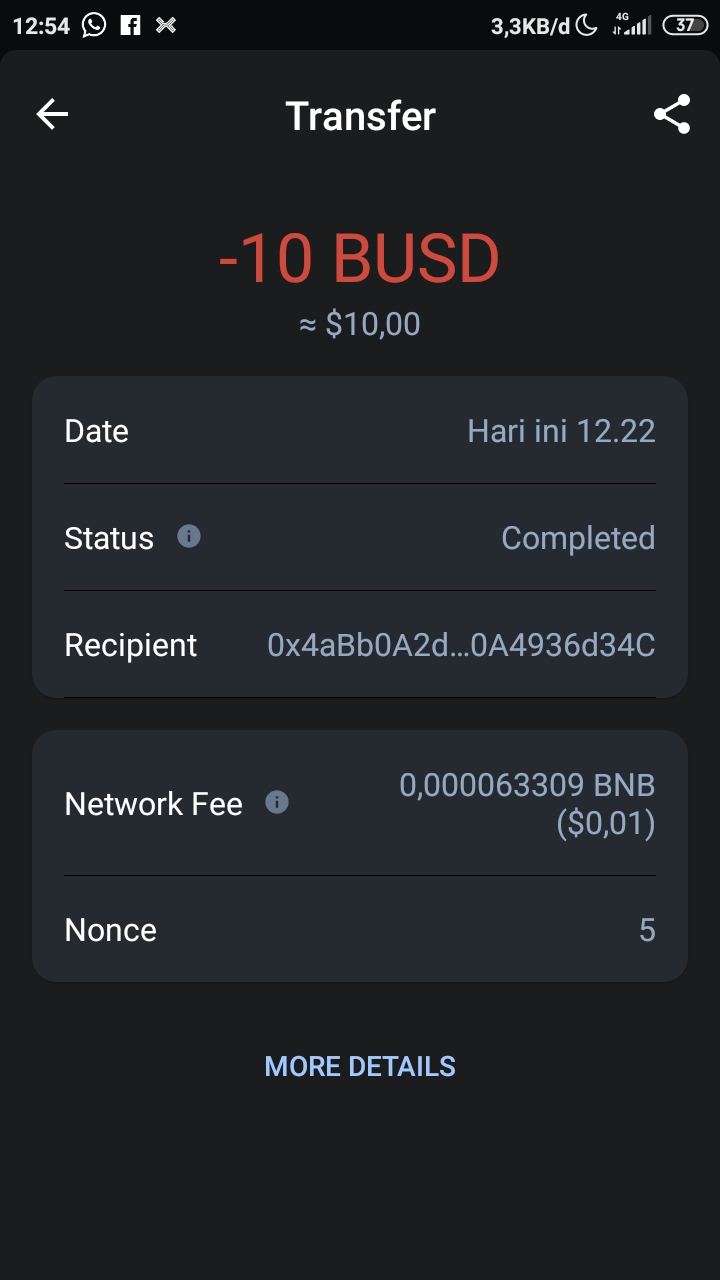 12:54 3,3KB/d 4G 37
Transfer
-10 BUSD
≈ $10,00
Date Hari ini 12.22
Status Completed
Recipient 0x4aBb0A2d...0A4936d34C
Network Fee 0,000063309 BNB
($0,01)
Nonce 5
MORE DETAILS